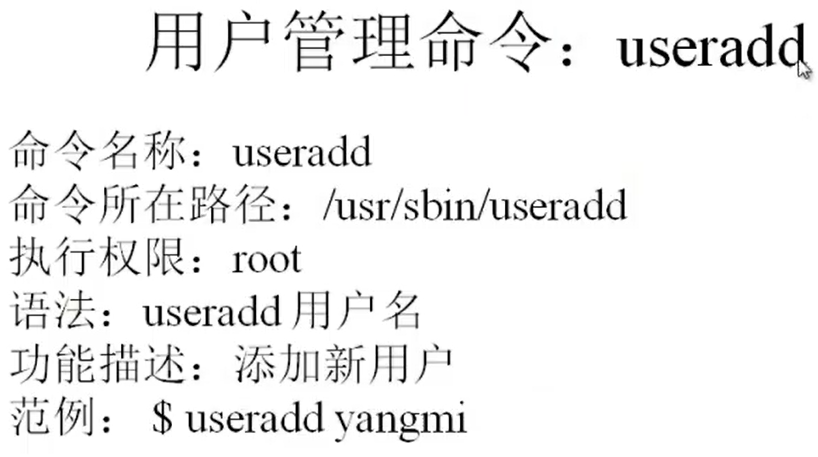 用户管理命令：useradd
命令名称：useradd
命令所在路径：/usr/sbin/useradd
执行权限：root
语法：useradd 用户名
功能描述：添加新用户
范例： $ useradd yangmi